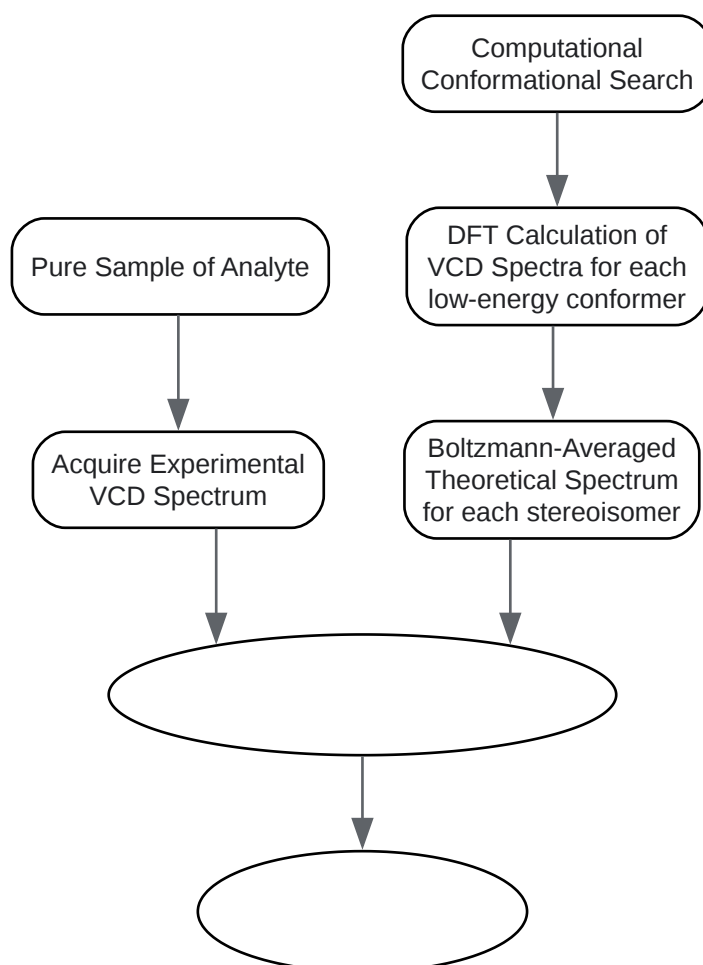 Computational
Conformational Search
Pure Sample of Analyte
DFT Calculation of
VCD Spectra for each
low-energy conformer
Acquire Experimental
VCD Spectrum
Boltzmann-Averaged
Theoretical Spectrum
for each stereoisomer